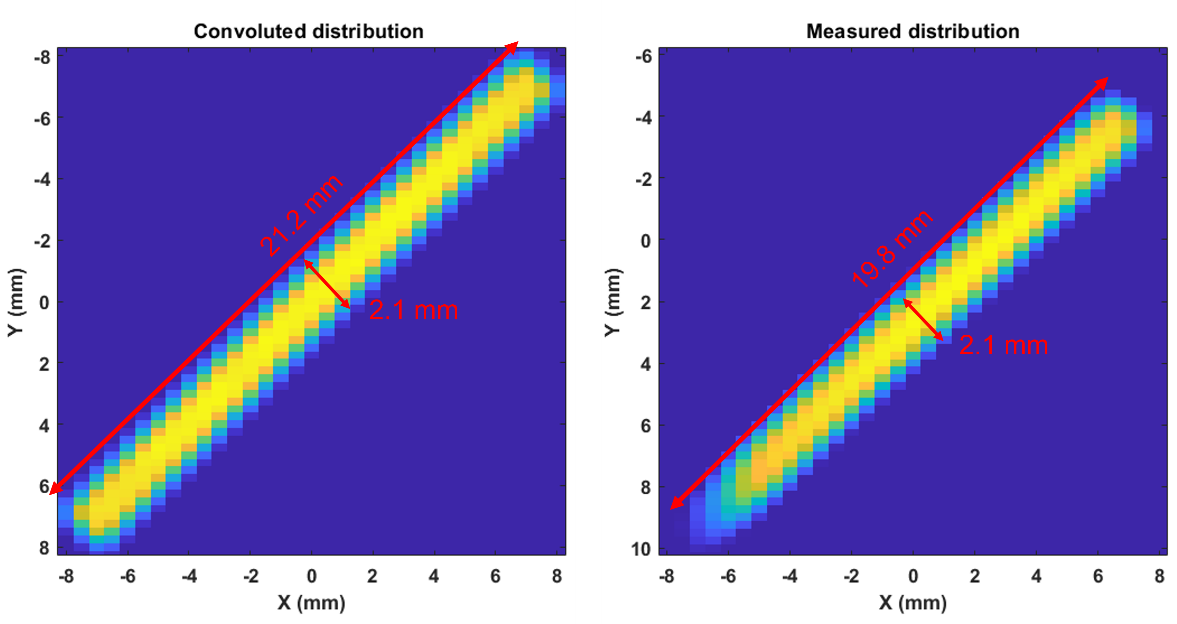 Convoluted distribution
-8
-6
-4
-2
0
2
4
6
8
Y (mm)
21.2 mm
2.1 mm
-8 -6 -4 -2 0 2 4 6 8
X (mm)
Measured distribution
-6
-4
-2
0
2
4
6
8
10
Y (mm)
19.8 mm
2.1 mm
-8 -6 -4 -2 0 2 4 6 8
X (mm)